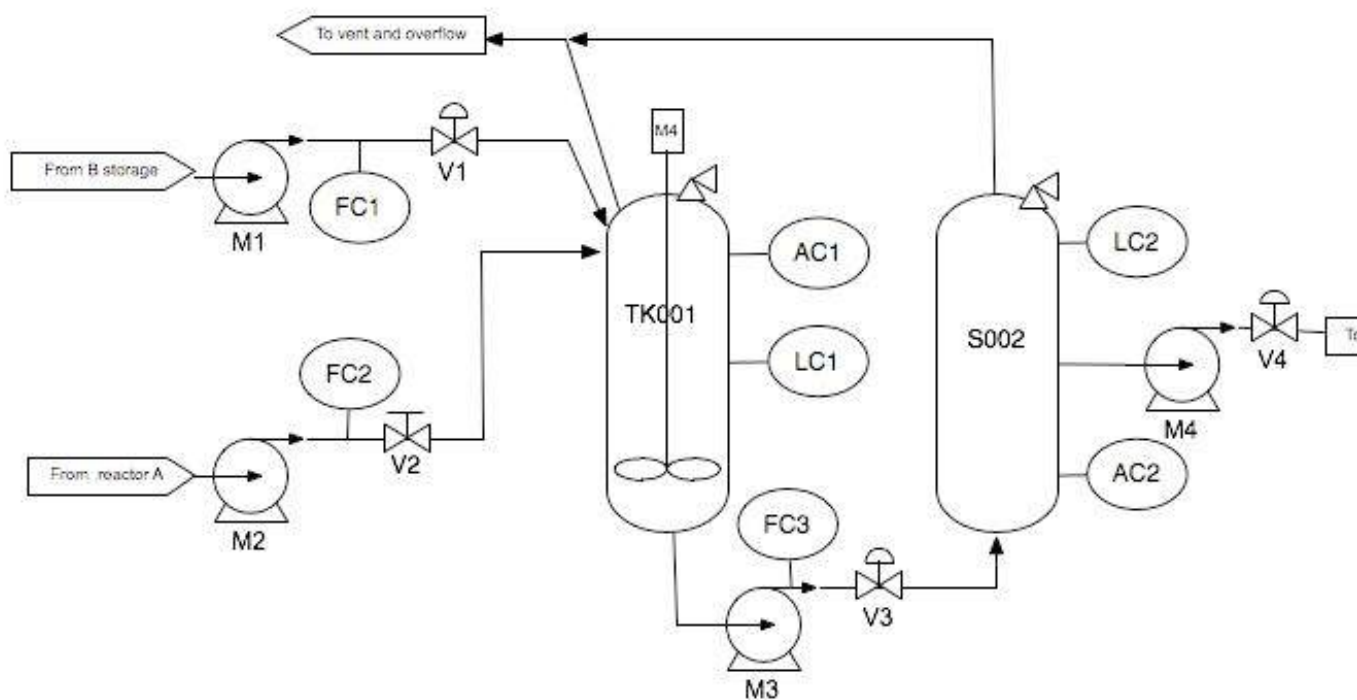 To vent and overflow
M4
From B storage
V1
FC1
M1
AC1
LC2
TK001
S002
LC1
V4
To
FC2
M4
V2
From reactor A
AC2
FC3
M2
V3
M3